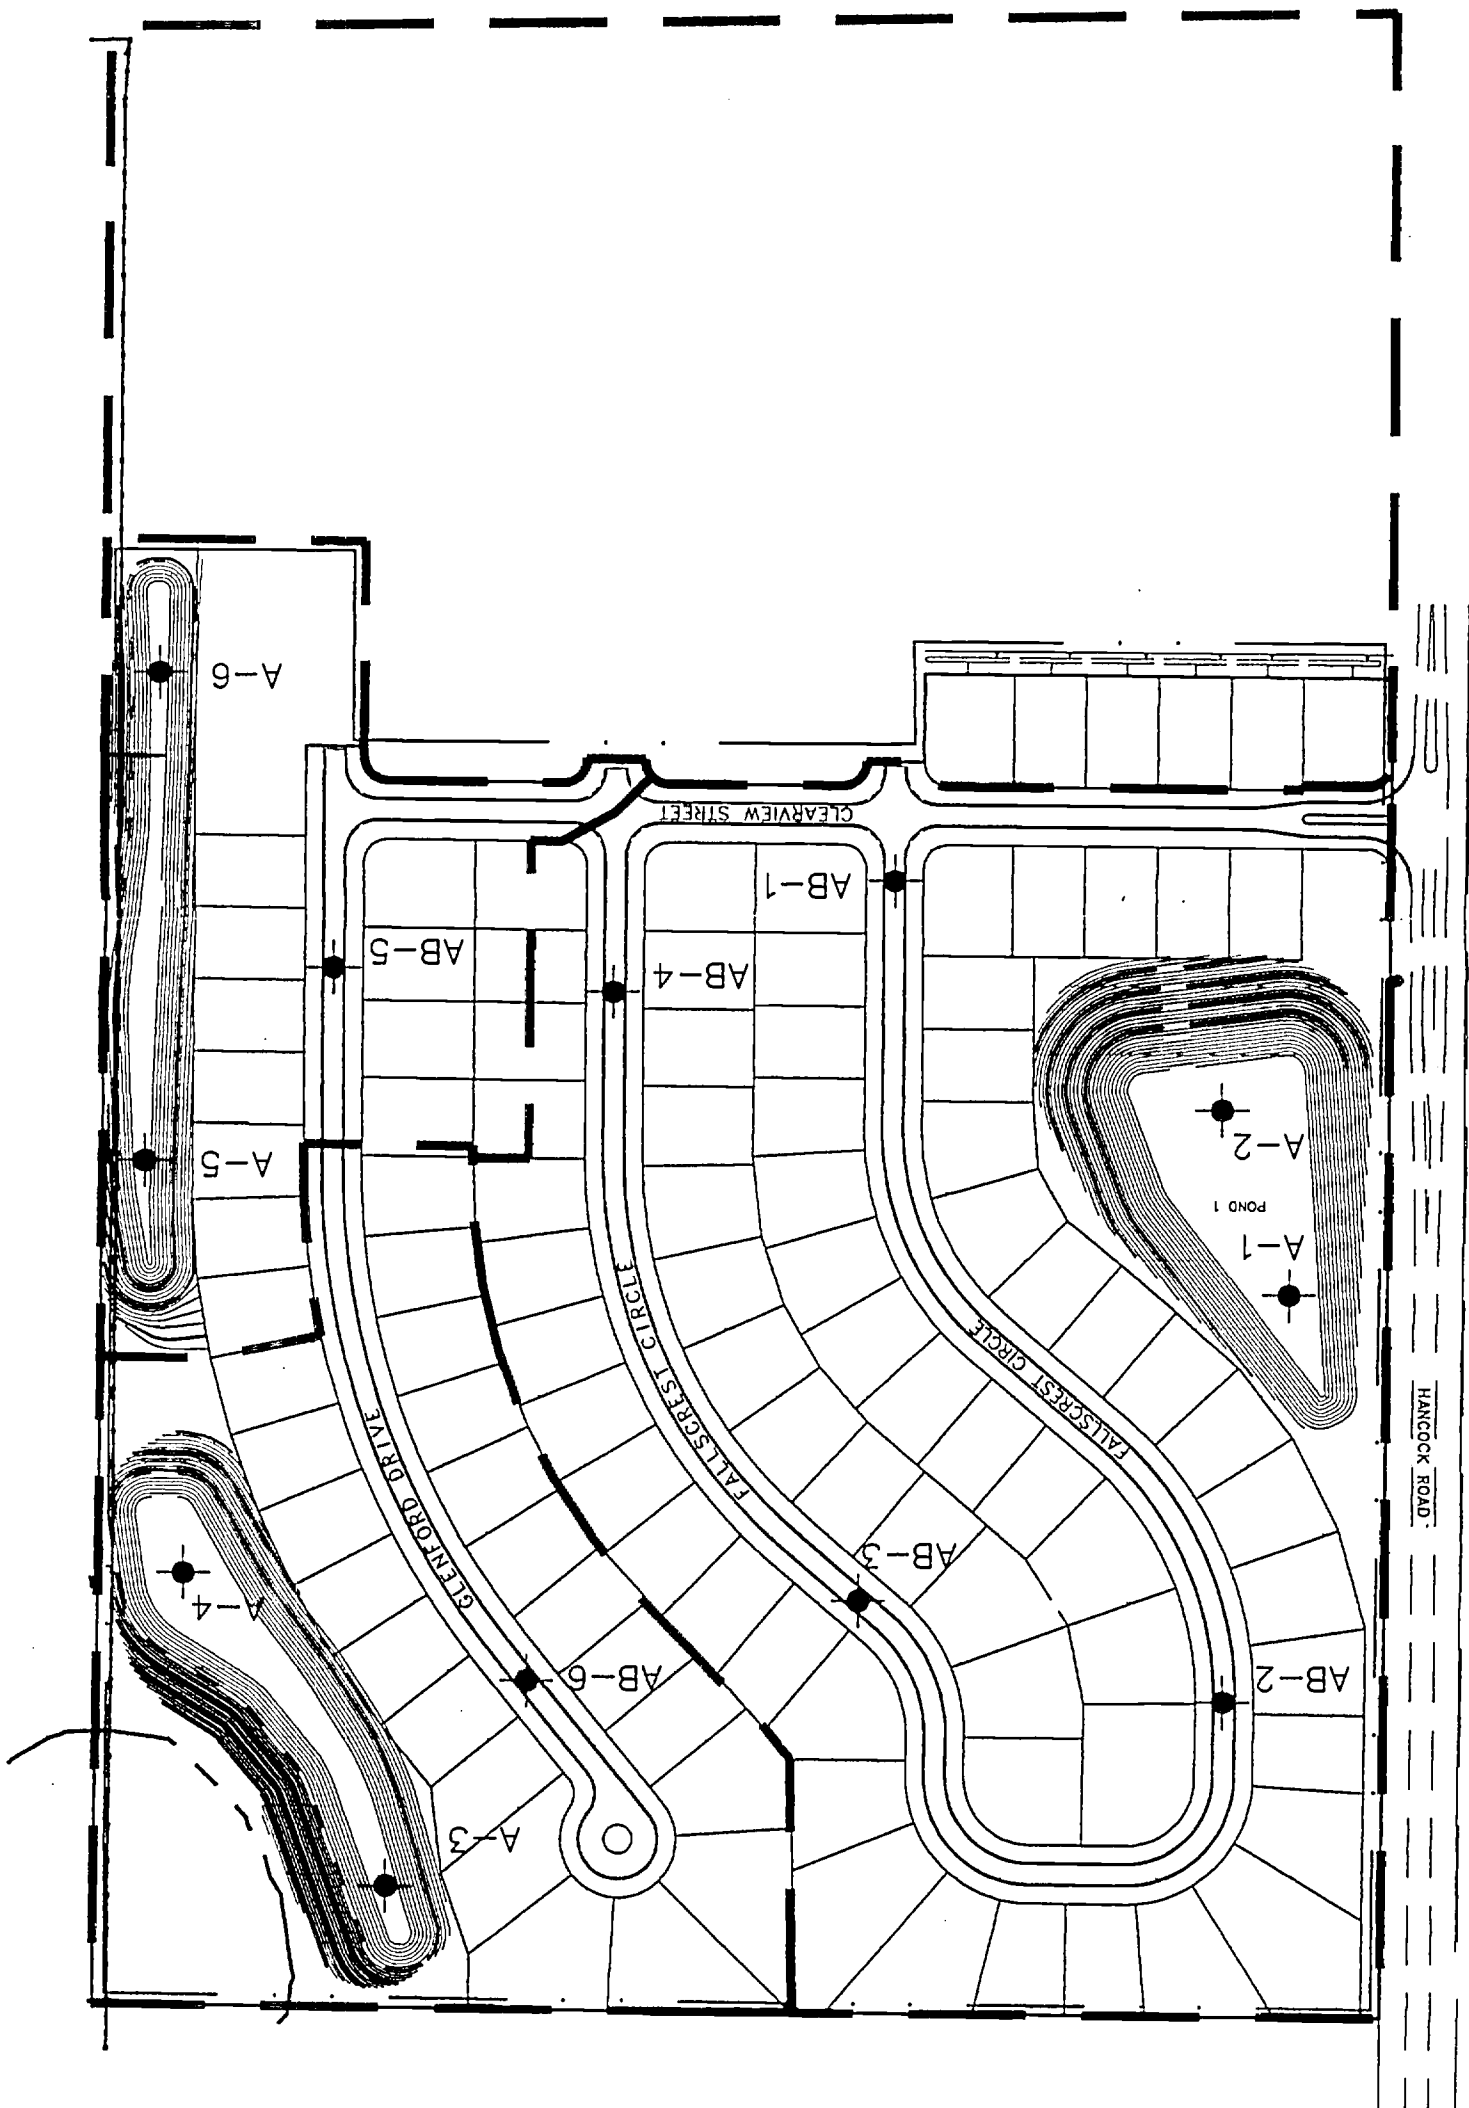 A-6
CLEARVIEW STREET
AB-1
AB-5
AB-4
A-2
A-5
POND 1
A-1
FALLSCREST CIRCLE
FALLSCREST CIRCLE
HANCOCK ROAD
GLENFORD DRIVE
AB-3
A-4
AB-6
AB-2
A-3